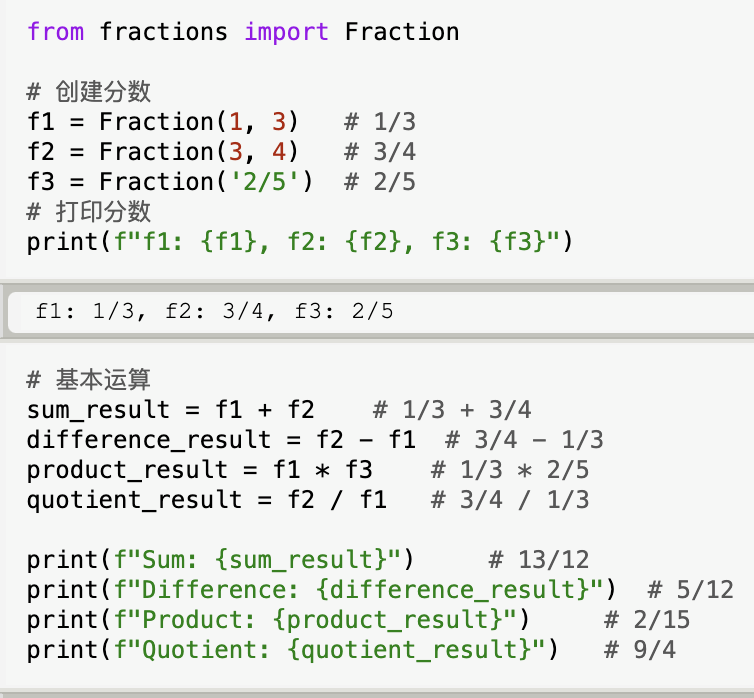 from fractions import Fraction
# 创建分数
f1 = Fraction(1, 3)   # 1/3
f2 = Fraction(3, 4)   # 3/4
f3 = Fraction('2/5')  # 2/5
# 打印分数
print(f"f1: {f1}, f2: {f2}, f3: {f3}")
f1: 1/3, f2: 3/4, f3: 2/5
# 基本运算
sum_result = f1 + f2    # 1/3 + 3/4
difference_result = f2 - f1  # 3/4 - 1/3
product_result = f1 * f3    # 1/3 * 2/5
quotient_result = f2 / f1   # 3/4 / 1/3
print(f"Sum: {sum_result}")     # 13/12
print(f"Difference: {difference_result}")  # 5/12
print(f"Product: {product_result}")     # 2/15
print(f"Quotient: {quotient_result}")   # 9/4